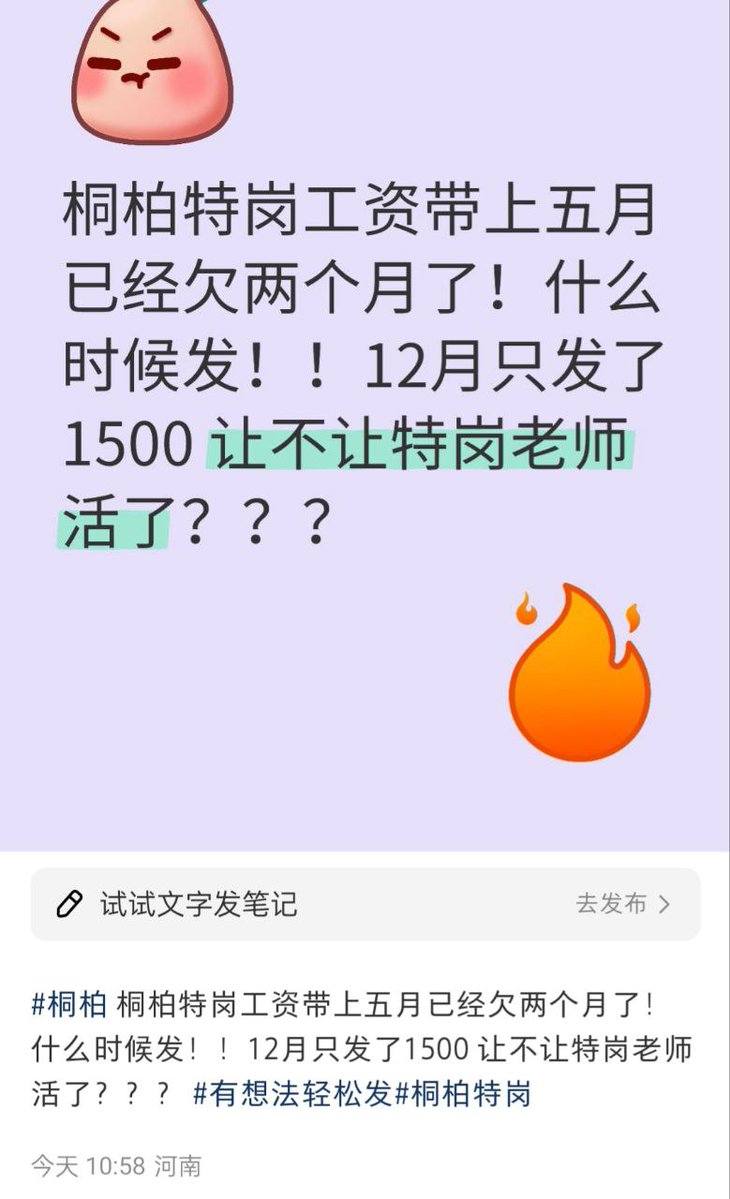 桐柏特岗工资带上五月
已经欠两个月了！什么
时候发！！12月只发了
1500 让不让特岗老师
活了？？？
试试文字发笔记
去发布
#桐柏 桐柏特岗工资带上五月已经欠两个月了！
什么时候发！！12月只发了1500 让不让特岗老师
活了？？？ #有想法轻松发#桐柏特岗
今天 10:58 河南